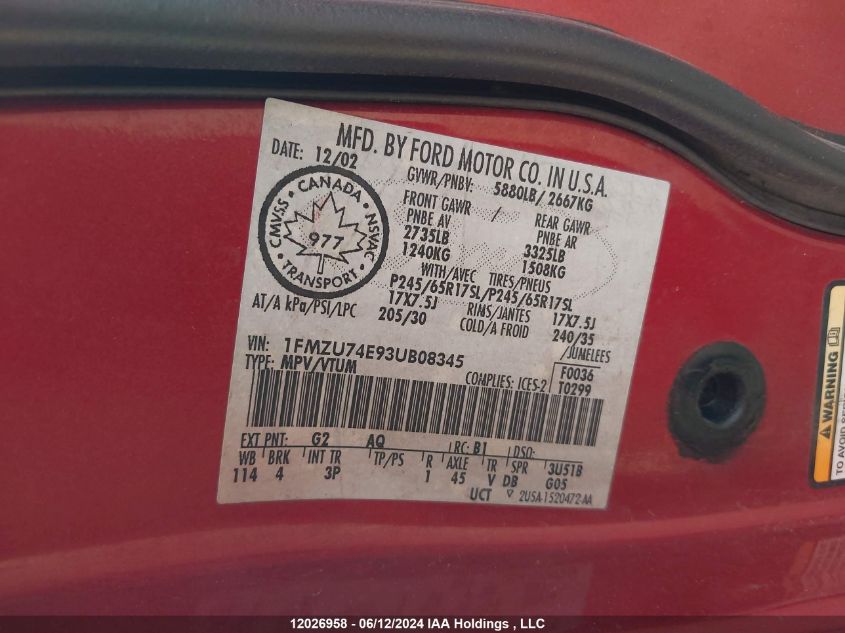 MFD. BY FORD MOTOR CO. IN U.S.A.
DATE: 12/02
GVWR/PNBV: 5880LB/2667KG
FRONT GAWR / REAR GAWR
PNBE AV PNBE AR
2735LB 3325LB
1240KG 1508KG
WITH/AVEC TIRES/PNEUS
P245/65R17SL/P245/65R17SL
17X7.5J RINS/JANTES 17X7.5J
AT/A kPa/PSI/LPC 205/30 COLD/A FROID 240/35
/JUMELEES
CANADA
CMVSS
NSVAC
977
TRANSPORT
VIN: 1FMZU74E93UB08345
TYPE: MPV/VTUM
COMPLIES: ICES-2
F0036
T0299
EXT PNT: G2 AQ RC: B1 DSO:
WB BRK INT TR TP/PS R AXLE TR SPR 3U51B
114 4 3P 1 45 V DB G05
UCT 2USA-1520472-AA
WARNING
TO AVOID
12026958 - 06/12/2024 IAA Holdings , LLC